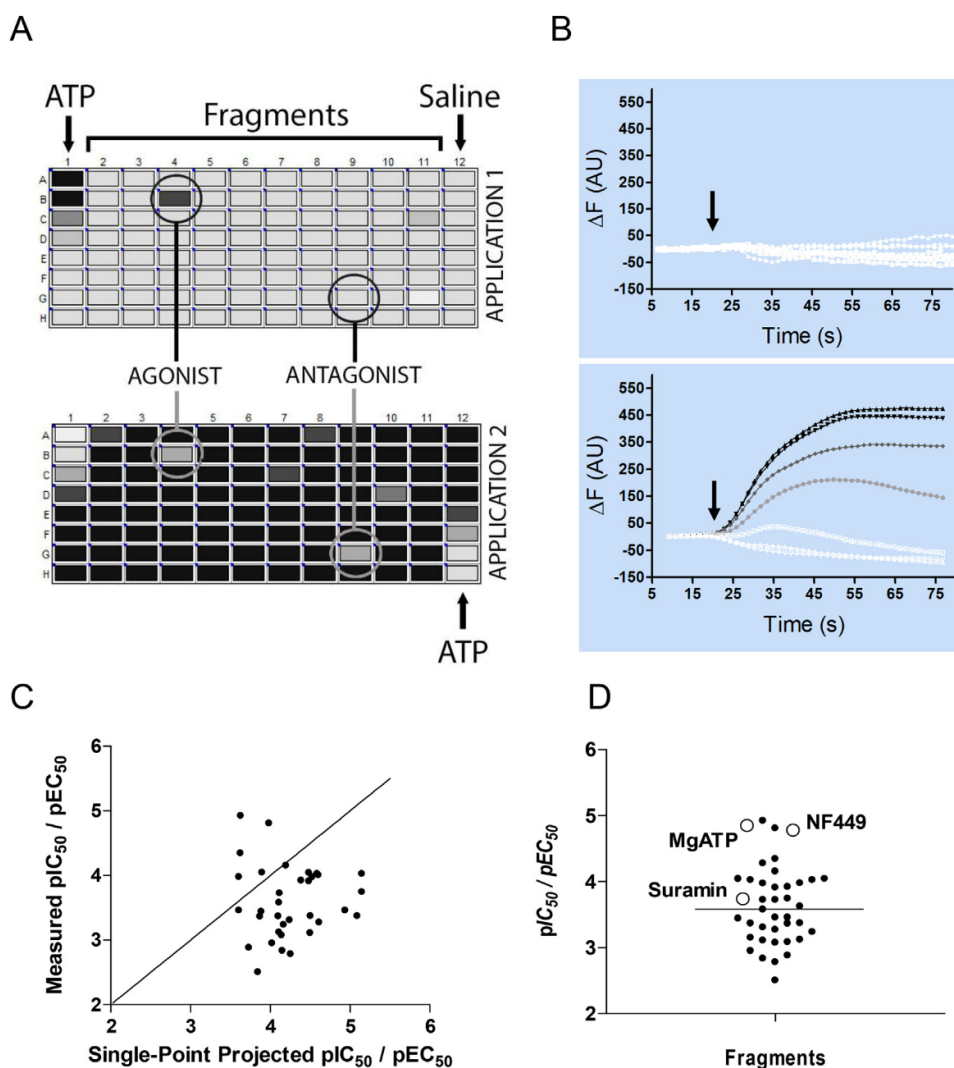 A
ATP
Fragments
Saline
1 2 3 4 5 6 7 8 9 10 11 12
A
B
C
D
E
F
G
H
APPLICATION 1
AGONIST
ANTAGONIST
1 2 3 4 5 6 7 8 9 10 11 12
A
B
C
D
E
F
G
H
APPLICATION 2
ATP
B
ΔF (AU)
550
450
350
250
150
50
-50
-150
5 15 25 35 45 55 65 75
Time (s)
ΔF (AU)
550
450
350
250
150
50
-50
-150
5 15 25 35 45 55 65 75
Time (s)
C
Measured pIC50 / pEC50
6
5
4
3
2
2 3 4 5 6
Single-Point Projected pIC50 / pEC50
D
pIC50 / pEC50
6
5
4
3
2
MgATP
NF449
Suramin
Fragments